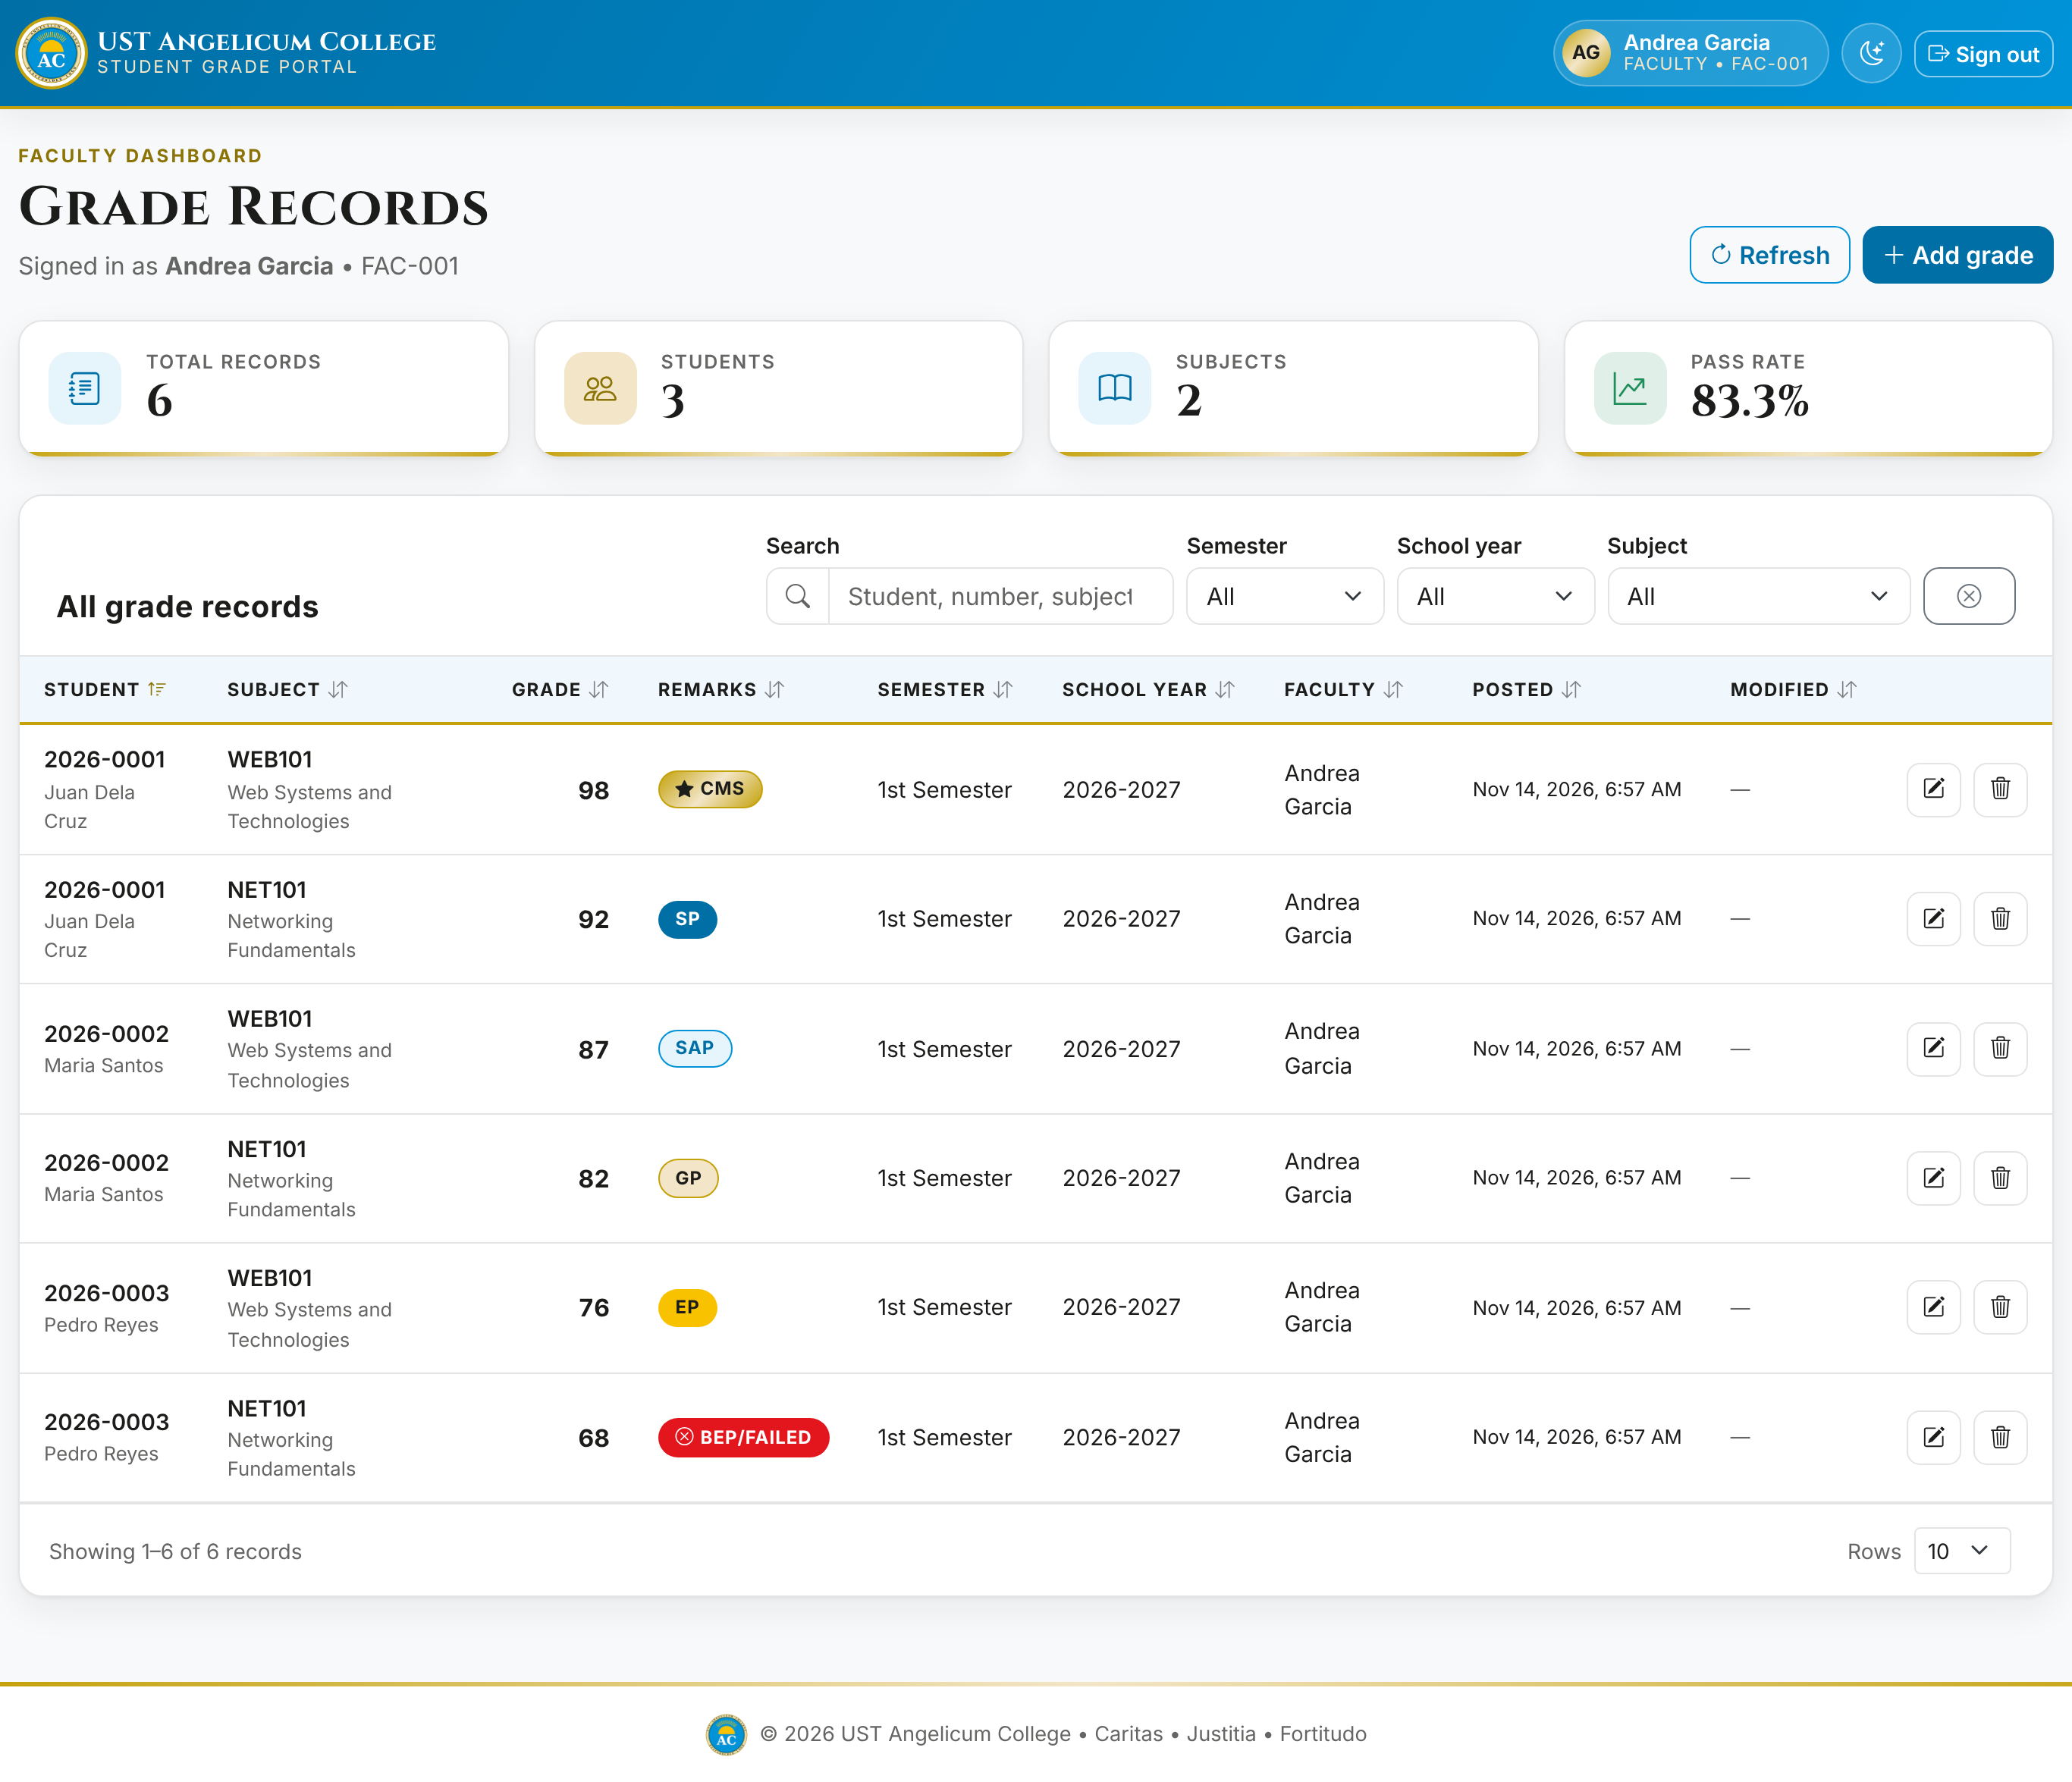 AC
UST Angelicum College
STUDENT GRADE PORTAL
AG
Andrea Garcia
FACULTY • FAC-001
Sign out
FACULTY DASHBOARD
Grade Records
Signed in as Andrea Garcia • FAC-001
Refresh
Add grade
TOTAL RECORDS
6
STUDENTS
3
SUBJECTS
2
PASS RATE
83.3%
All grade records
Search
Student, number, subject
Semester
All
School year
All
Subject
All
STUDENT SUBJECT GRADE REMARKS SEMESTER SCHOOL YEAR FACULTY POSTED MODIFIED
2026-0001
Juan Dela
Cruz
WEB101
Web Systems and
Technologies
98
CMS
1st Semester
2026-2027
Andrea
Garcia
Nov 14, 2026, 6:57 AM
—
2026-0001
Juan Dela
Cruz
NET101
Networking
Fundamentals
92
SP
1st Semester
2026-2027
Andrea
Garcia
Nov 14, 2026, 6:57 AM
—
2026-0002
Maria Santos
WEB101
Web Systems and
Technologies
87
SAP
1st Semester
2026-2027
Andrea
Garcia
Nov 14, 2026, 6:57 AM
—
2026-0002
Maria Santos
NET101
Networking
Fundamentals
82
GP
1st Semester
2026-2027
Andrea
Garcia
Nov 14, 2026, 6:57 AM
—
2026-0003
Pedro Reyes
WEB101
Web Systems and
Technologies
76
EP
1st Semester
2026-2027
Andrea
Garcia
Nov 14, 2026, 6:57 AM
—
2026-0003
Pedro Reyes
NET101
Networking
Fundamentals
68
BEP/FAILED
1st Semester
2026-2027
Andrea
Garcia
Nov 14, 2026, 6:57 AM
—
Showing 1–6 of 6 records
Rows
10
AC
© 2026 UST Angelicum College • Caritas • Justitia • Fortitudo